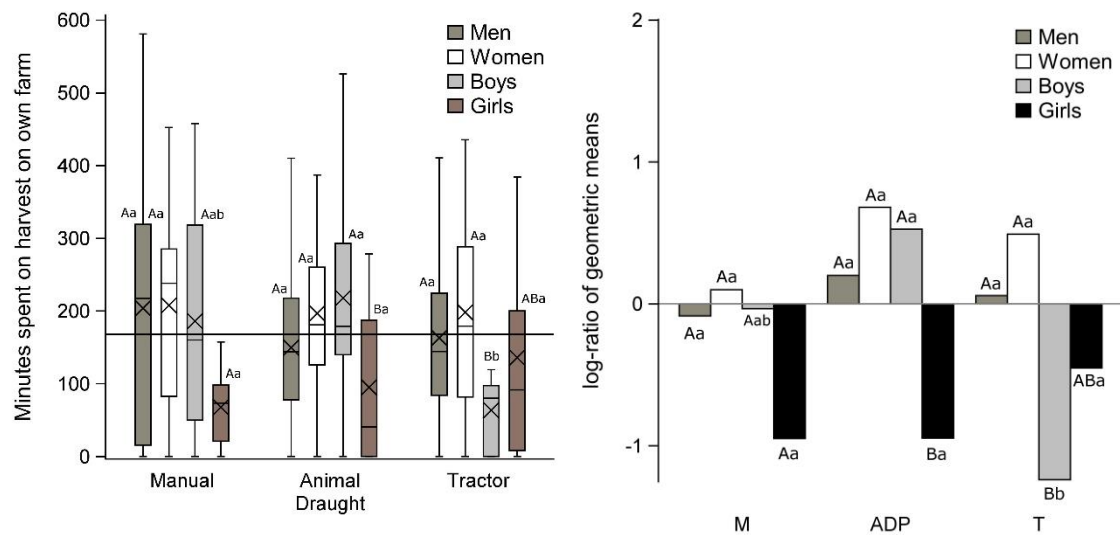 Minutes spent on harvest on own farm
600
500
400
300
200
100
0
Men
Women
Boys
Girls
Aa Aa Aab Aa
Aa Aa Aa Ba
Aa Aa Bb ABa
Manual Animal Draught Tractor
log-ratio of geometric means
2
1
0
-1
Men
Women
Boys
Girls
Aa Aa Aab Aa
Aa Aa Aa Ba
Aa Aa Bb ABa
M ADP T